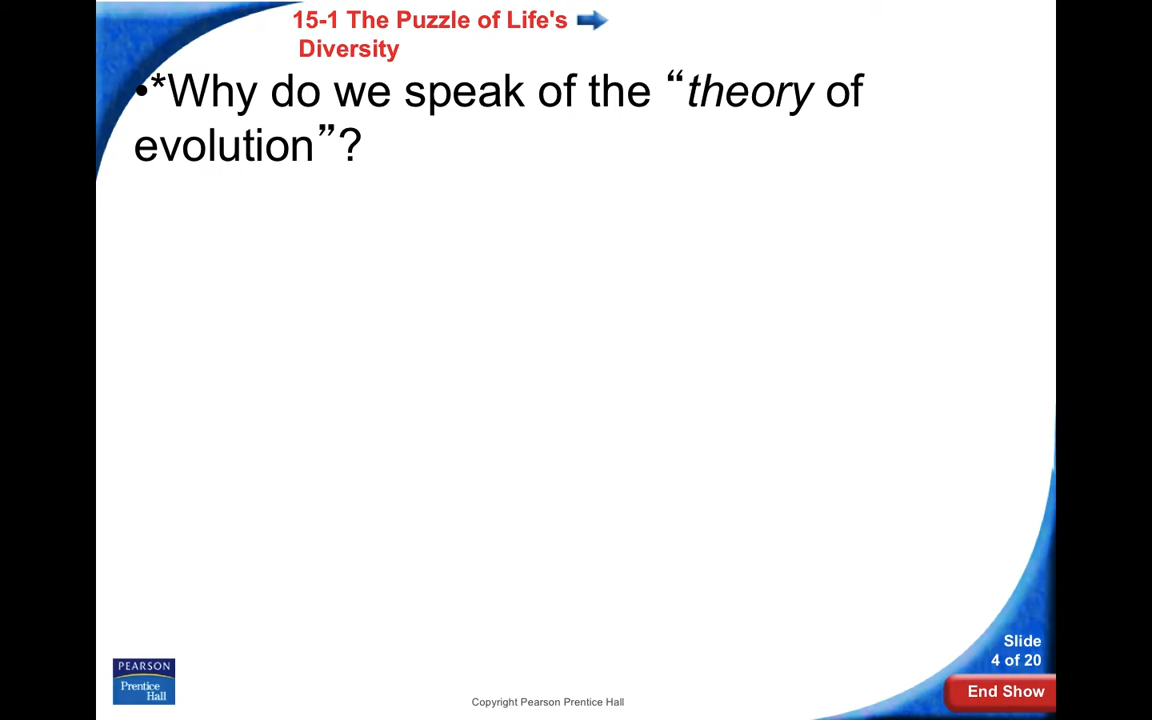 15-1 The Puzzle of Life's
Diversity
•*Why do we speak of the “theory of
evolution”?
Slide
4 of 20
End Show
PEARSON
Prentice
Hall
Copyright Pearson Prentice Hall